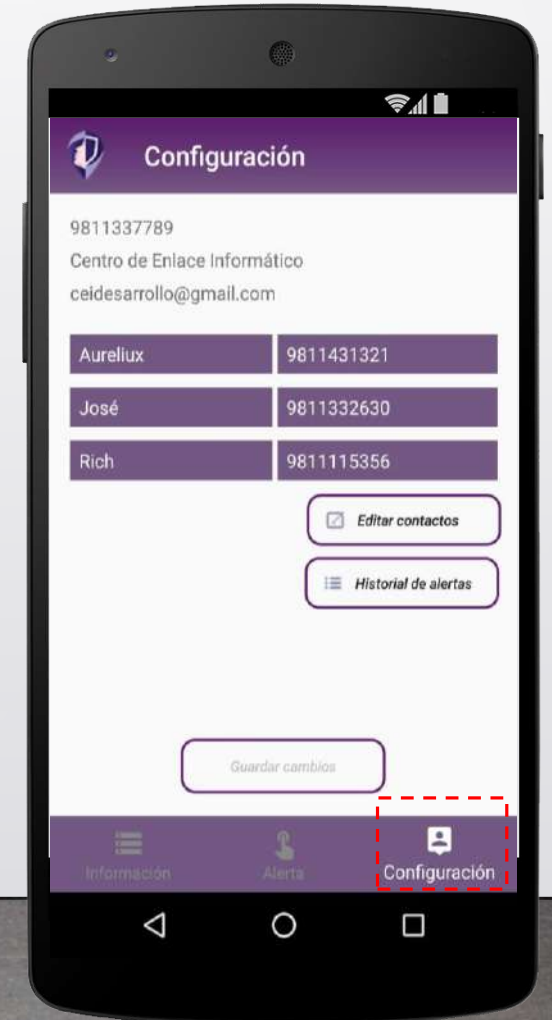 Configuración
9811337789
Centro de Enlace Informático
ceidesarrollo@gmail.com
Aureliux 9811431321
José 9811332630
Rich 9811115356
Editar contactos
Historial de alertas
Guardar cambios
Información Alerta Configuración